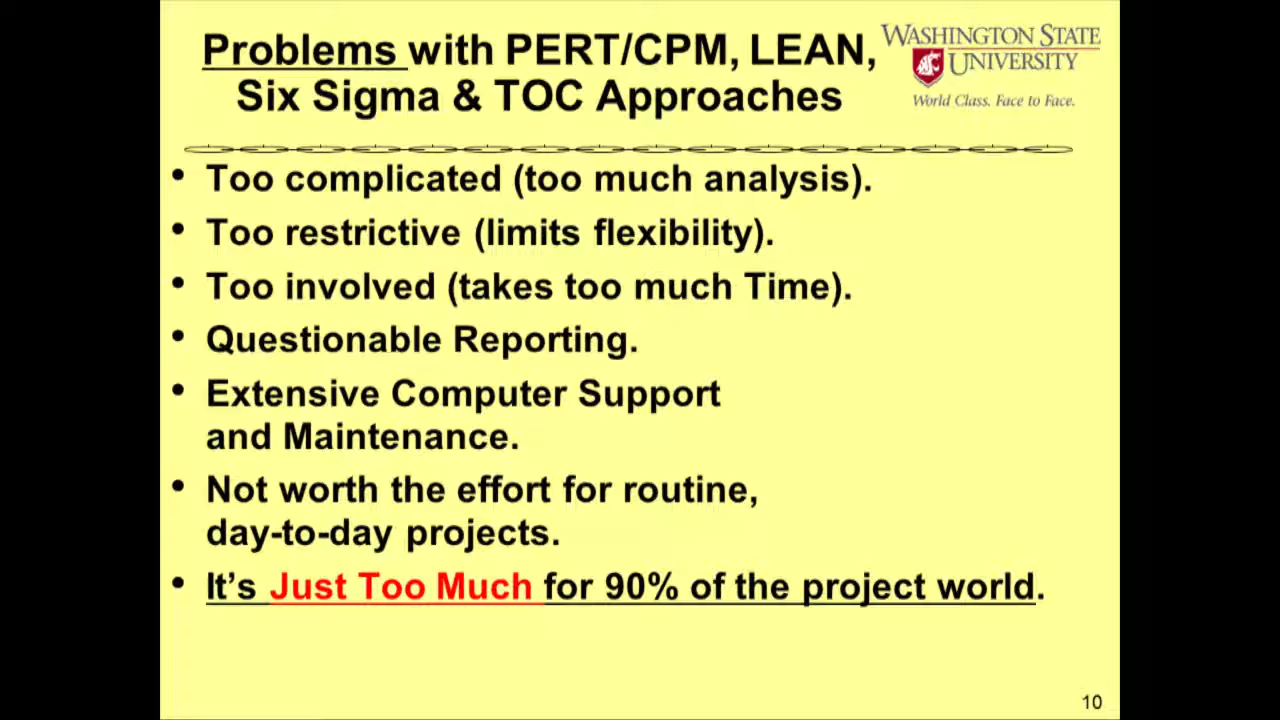 Problems with PERT/CPM, LEAN,
Six Sigma & TOC Approaches
WASHINGTON STATE
UNIVERSITY
World Class. Face to Face.
• Too complicated (too much analysis).
• Too restrictive (limits flexibility).
• Too involved (takes too much Time).
• Questionable Reporting.
• Extensive Computer Support
and Maintenance.
• Not worth the effort for routine,
day-to-day projects.
• It's Just Too Much for 90% of the project world.
10